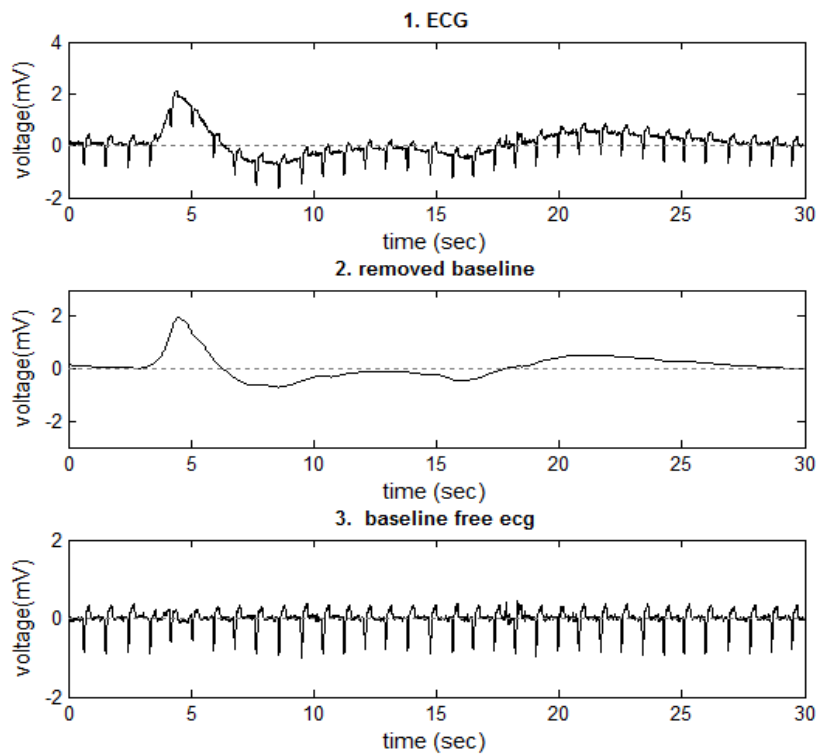 1. ECG
4
2
0
-2
voltage(mV)
0 5 10 15 20 25 30
time (sec)
2. removed baseline
2
0
-2
voltage(mV)
0 5 10 15 20 25 30
time (sec)
3. baseline free ecg
2
0
-2
voltage(mV)
0 5 10 15 20 25 30
time (sec)